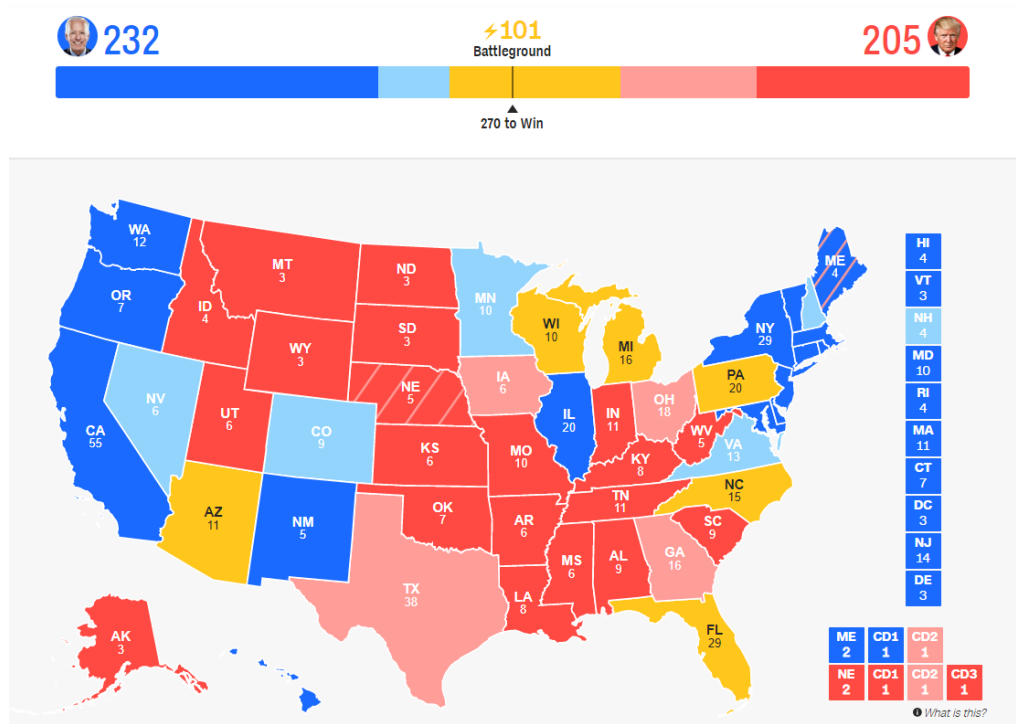 232
⚡101
Battleground
205
270 to Win
WA
12
OR
7
CA
55
NV
6
ID
4
MT
3
WY
3
UT
6
AZ
11
CO
9
NM
5
ND
3
SD
3
NE
5
KS
6
OK
7
TX
38
MN
10
IA
6
MO
10
AR
6
LA
8
WI
10
IL
20
MI
16
IN
11
OH
18
KY
8
TN
11
MS
6
AL
9
GA
16
FL
29
SC
9
NC
15
VA
13
WV
5
PA
20
NY
29
ME
4
AK
3
HI
4
VT
3
NH
4
MD
10
RI
4
MA
11
CT
7
DC
3
NJ
14
DE
3
ME CD1 CD2
2 1 1
NE CD1 CD2 CD3
2 1 1 1
What is this?